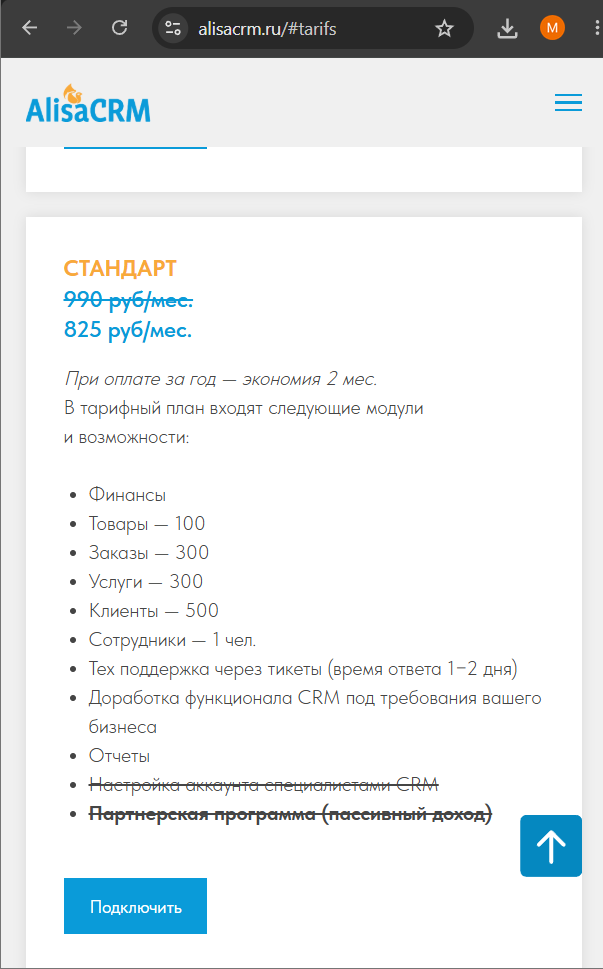 alisacrm.ru/#tarifs
M
AlisaCRM
СТАНДАРТ
990 руб/мес.
825 руб/мес.
При оплате за год — экономия 2 мес.
В тарифный план входят следующие модули
и возможности:
• Финансы
• Товары — 100
• Заказы — 300
• Услуги — 300
• Клиенты — 500
• Сотрудники — 1 чел.
• Тех поддержка через тикеты (время ответа 1–2 дня)
• Доработка функционала CRM под требования вашего
бизнеса
• Отчеты
• Настройка аккаунта специалистами CRM
• Партнерская программа (пассивный доход)
Подключить